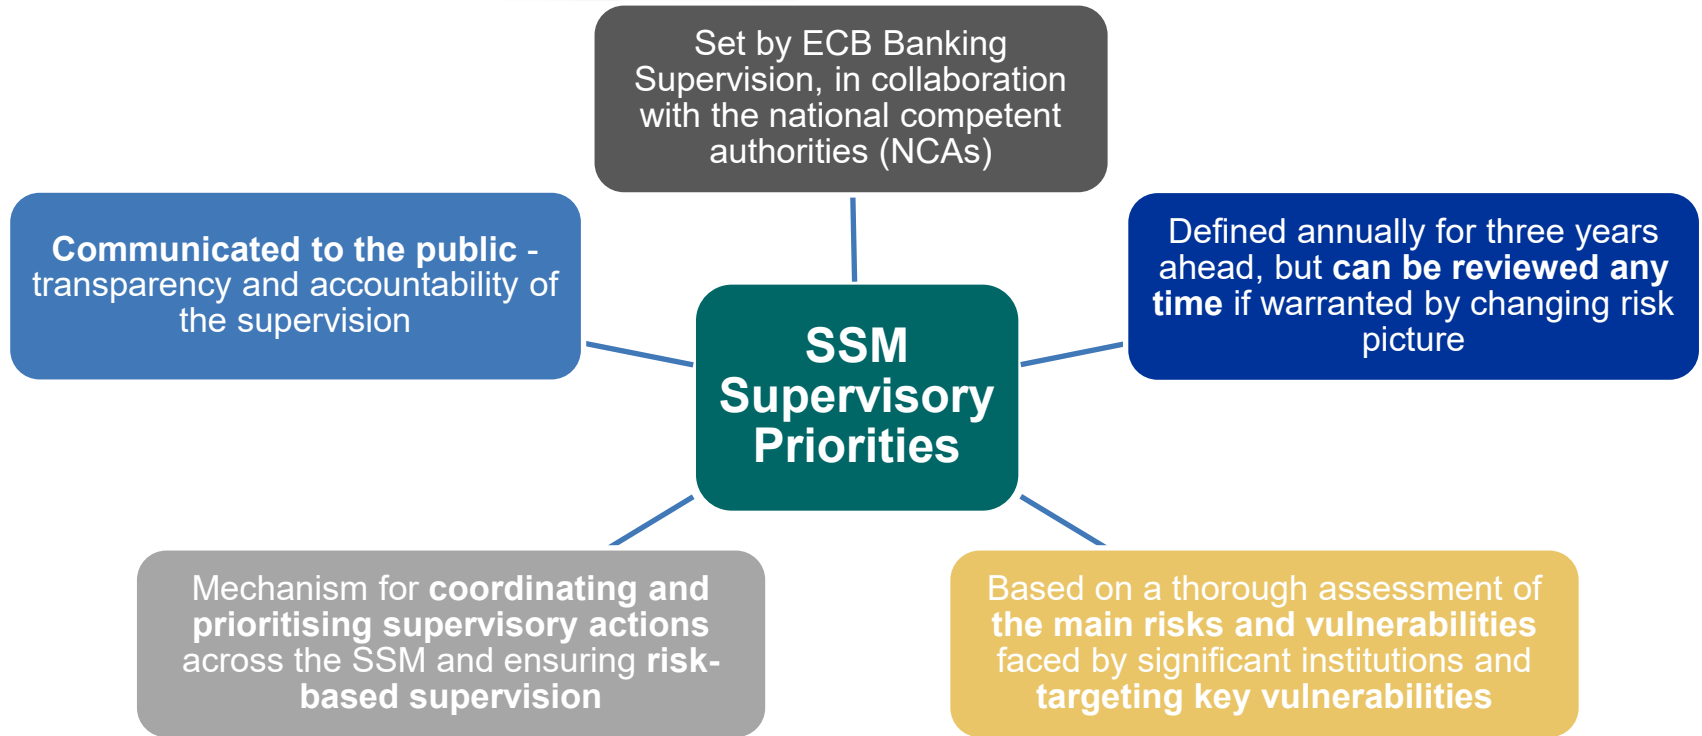 Set by ECB Banking
Supervision, in collaboration
with the national competent
authorities (NCAs)
Communicated to the public -
transparency and accountability of
the supervision
Defined annually for three years
ahead, but can be reviewed any
time if warranted by changing risk
picture
SSM
Supervisory
Priorities
Mechanism for coordinating and
prioritising supervisory actions
across the SSM and ensuring risk-
based supervision
Based on a thorough assessment of
the main risks and vulnerabilities
faced by significant institutions and
targeting key vulnerabilities